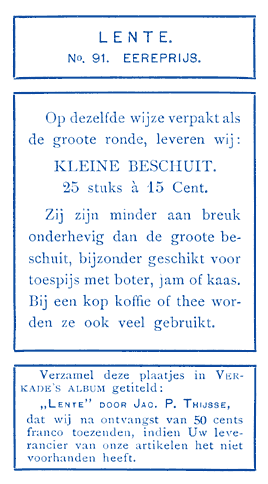 LENTE.
No. 91. EEREPRIJS.
Op dezelfde wijze verpakt als
de groote ronde, leveren wij:
KLEINE BESCHUIT.
25 stuks à 15 Cent.
Zij zijn minder aan breuk
onderhevig dan de groote be-
schuit, bijzonder geschikt voor
toespijs met boter, jam of kaas.
Bij een kop koffie of thee wor-
den ze ook veel gebruikt.
Verzamel deze plaatjes in VER-
KADE'S ALBUM getiteld:
„LENTE" DOOR JAC. P. THIJSSE,
dat wij na ontvangst van 50 cents
franco toezenden, indien Uw leve-
rancier van onze artikelen het niet
voorhanden heeft.